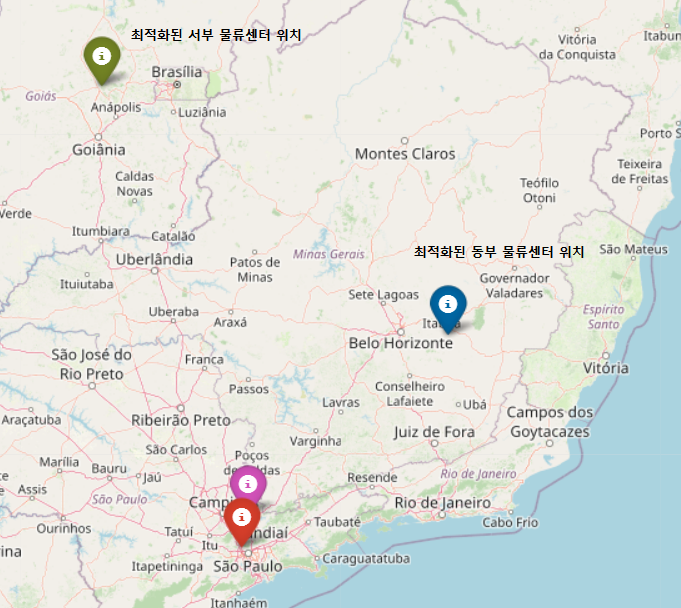 최적화된 서부 물류센터 위치
Vitória
da Conquista
Itabun
Brasília
Goiás
Anápolis
Luziânia
Porto S
Goiânia
Montes Claros
Teixeira
de Freitas
Caldas
Novas
Teófilo
Otoni
Verde
Itumbiara
Catalão
최적화된 동부 물류센터 위치
São Mateus
Uberlândia
Patos de
Minas
Minas Gerais
Governador
Valadares
Ituiutaba
Sete Lagoas
Espírito
Santo
Uberaba
Araxá
Ita
Belo Horizonte
São José do
Rio Preto
Franca
Vitória
Passos
Conselheiro
Lafaiete
Ubá
Lavras
Campos dos
Goytacazes
Araçatuba
Ribeirão Preto
Juiz de Fora
Varginha
São Carlos
Poços
de
ldas
Marília
Bauru
Jaú
Resende
Rio de Janeiro
Assis
São Paulo
Campi
Rio de Janeiro
Cabo Frio
Ourinhos
Tatuí
Itu
ndiaí
Taubaté
rina
Itapetininga
São Paulo
Caraguatatuba
Itanhaém